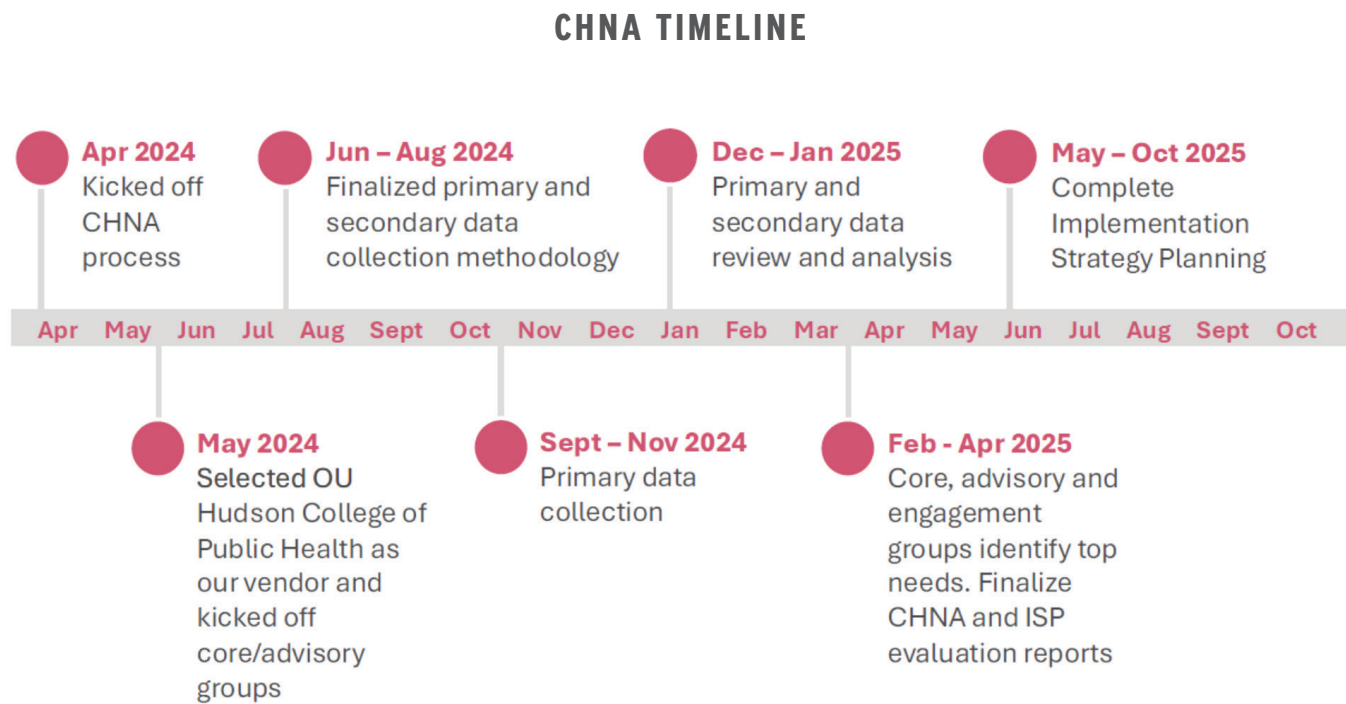 CHNA TIMELINE
Apr 2024
Kicked off
CHNA
process
Jun – Aug 2024
Finalized primary and
secondary data
collection methodology
Dec – Jan 2025
Primary and
secondary data
review and analysis
May – Oct 2025
Complete
Implementation
Strategy Planning
Apr May Jun Jul Aug Sept Oct Nov Dec Jan Feb Mar Apr May Jun Jul Aug Sept Oct
May 2024
Selected OU
Hudson College of
Public Health as
our vendor and
kicked off
core/advisory
groups
Sept – Nov 2024
Primary data
collection
Feb - Apr 2025
Core, advisory and
engagement
groups identify top
needs. Finalize
CHNA and ISP
evaluation reports